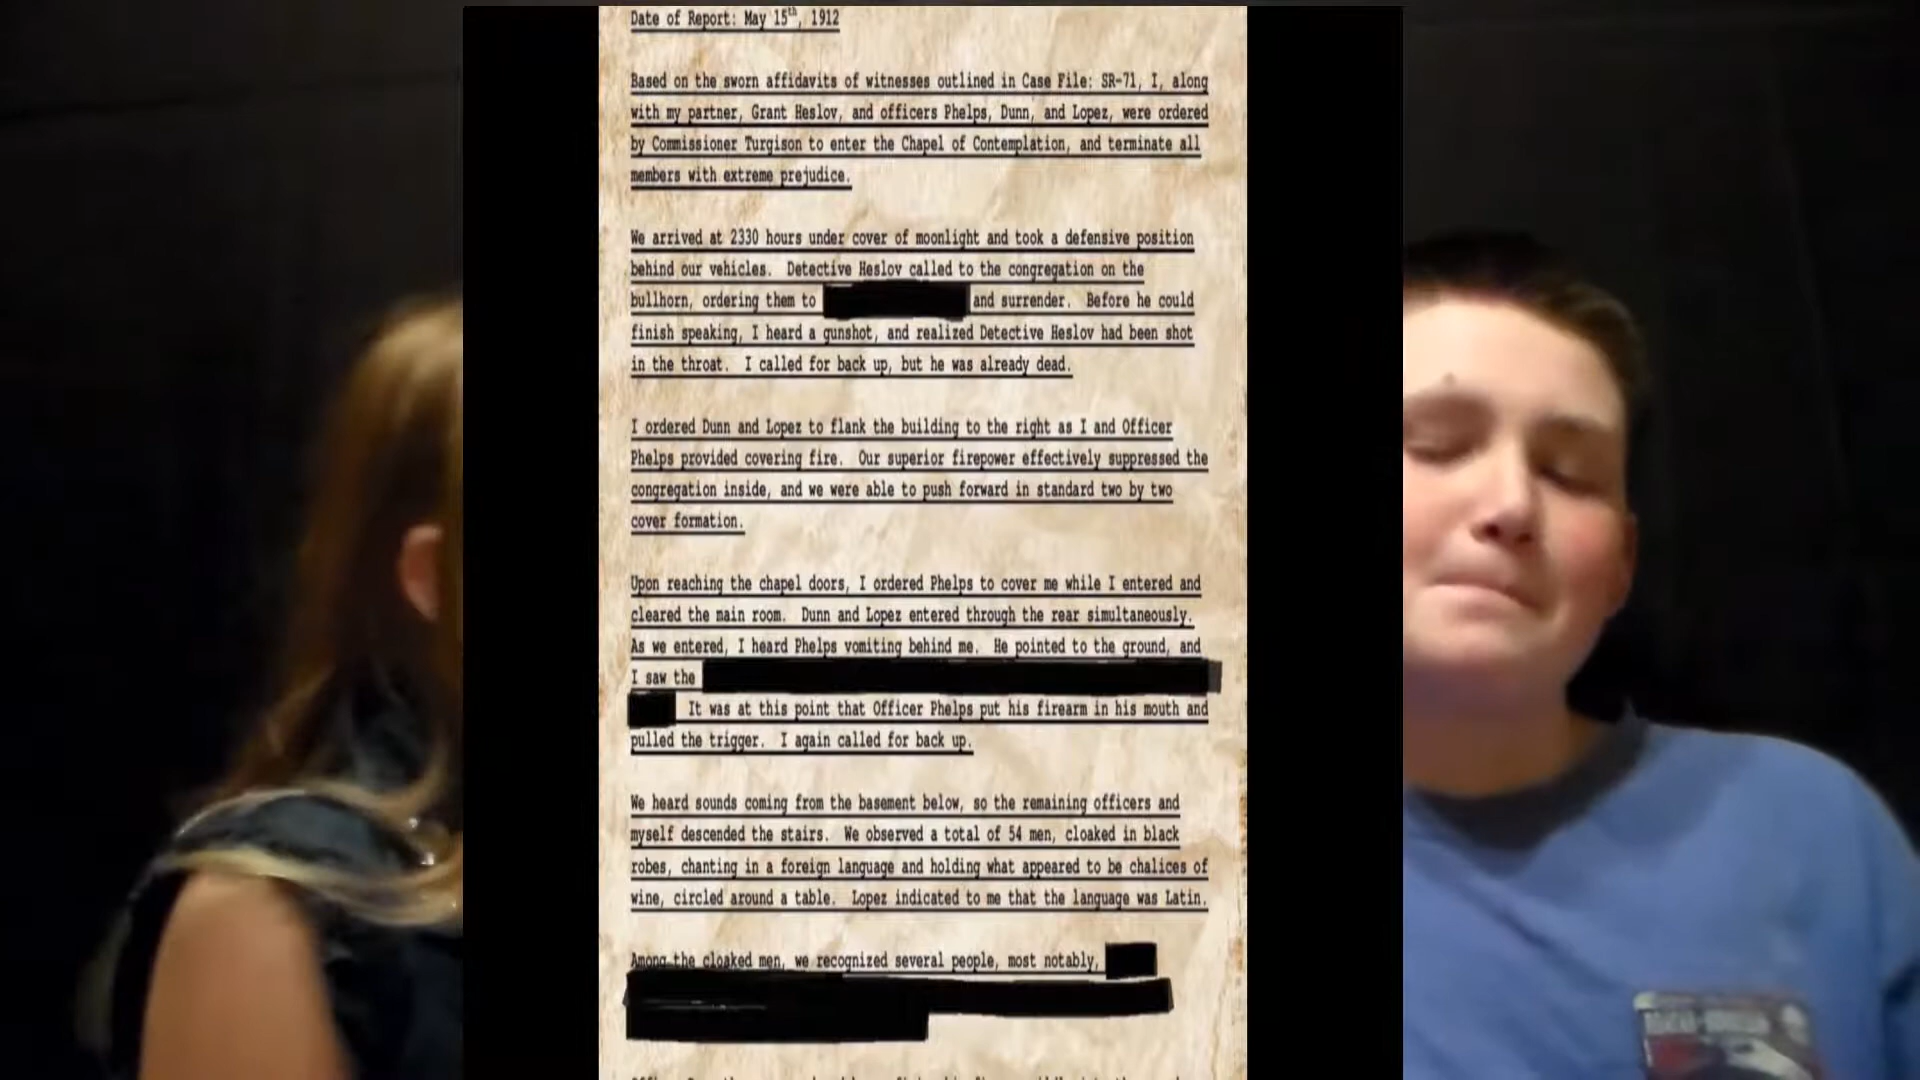 Date of Report: May 15th, 1912
Based on the sworn affidavits of witnesses outlined in Case File: SR-71, I, along
with my partner, Grant Heslov, and officers Phelps, Dunn, and Lopez, were ordered
by Commissioner Turgison to enter the Chapel of Contemplation, and terminate all
members with extreme prejudice.
We arrived at 2330 hours under cover of moonlight and took a defensive position
behind our vehicles. Detective Heslov called to the congregation on the
bullhorn, ordering them to and surrender. Before he could
finish speaking, I heard a gunshot, and realized Detective Heslov had been shot
in the throat. I called for back up, but he was already dead.
I ordered Dunn and Lopez to flank the building to the right as I and Officer
Phelps provided covering fire. Our superior firepower effectively suppressed the
congregation inside, and we were able to push forward in standard two by two
cover formation.
Upon reaching the chapel doors, I ordered Phelps to cover me while I entered and
cleared the main room. Dunn and Lopez entered through the rear simultaneously.
As we entered, I heard Phelps vomiting behind me. He pointed to the ground, and
I saw the
It was at this point that Officer Phelps put his firearm in his mouth and
pulled the trigger. I again called for back up.
We heard sounds coming from the basement below, so the remaining officers and
myself descended the stairs. We observed a total of 54 men, cloaked in black
robes, chanting in a foreign language and holding what appeared to be chalices of
wine, circled around a table. Lopez indicated to me that the language was Latin.
Among the cloaked men, we recognized several people, most notably,